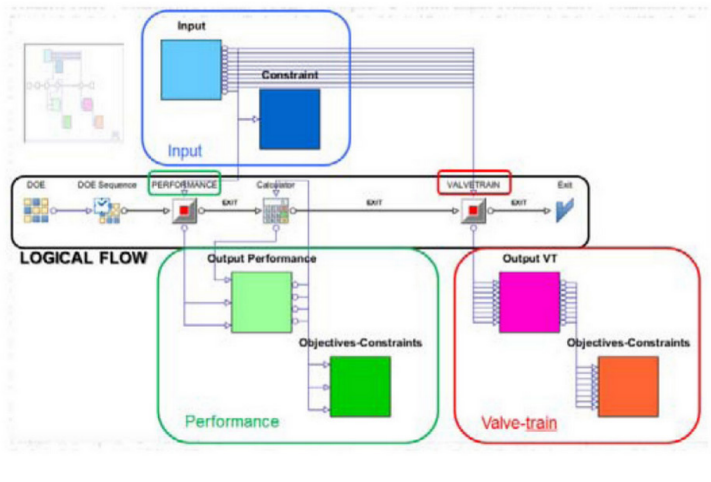 Input
Constraint
Input
DOE
DOE Sequence
PERFORMANCE
Calculator
VALVETRAIN
Exit
EXIT
EXIT
EXIT
LOGICAL FLOW
Output Performance
Output VT
Objectives-Constraints
Objectives-Constraints
Performance
Valve-train